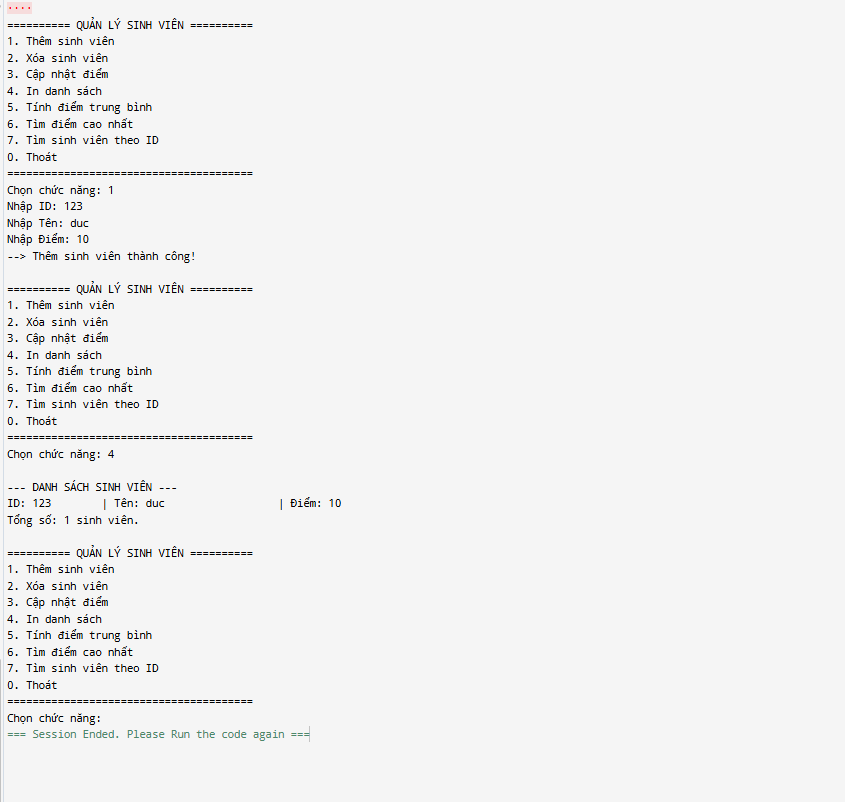 ....
========== QUẢN LÝ SINH VIÊN ==========
1. Thêm sinh viên
2. Xóa sinh viên
3. Cập nhật điểm
4. In danh sách
5. Tính điểm trung bình
6. Tìm điểm cao nhất
7. Tìm sinh viên theo ID
0. Thoát
=======================================
Chọn chức năng: 1
Nhập ID: 123
Nhập Tên: duc
Nhập Điểm: 10
--> Thêm sinh viên thành công!
========== QUẢN LÝ SINH VIÊN ==========
1. Thêm sinh viên
2. Xóa sinh viên
3. Cập nhật điểm
4. In danh sách
5. Tính điểm trung bình
6. Tìm điểm cao nhất
7. Tìm sinh viên theo ID
0. Thoát
=======================================
Chọn chức năng: 4
--- DANH SÁCH SINH VIÊN ---
ID: 123        | Tên: duc                  | Điểm: 10
Tổng số: 1 sinh viên.
========== QUẢN LÝ SINH VIÊN ==========
1. Thêm sinh viên
2. Xóa sinh viên
3. Cập nhật điểm
4. In danh sách
5. Tính điểm trung bình
6. Tìm điểm cao nhất
7. Tìm sinh viên theo ID
0. Thoát
=======================================
Chọn chức năng:
=== Session Ended. Please Run the code again ===